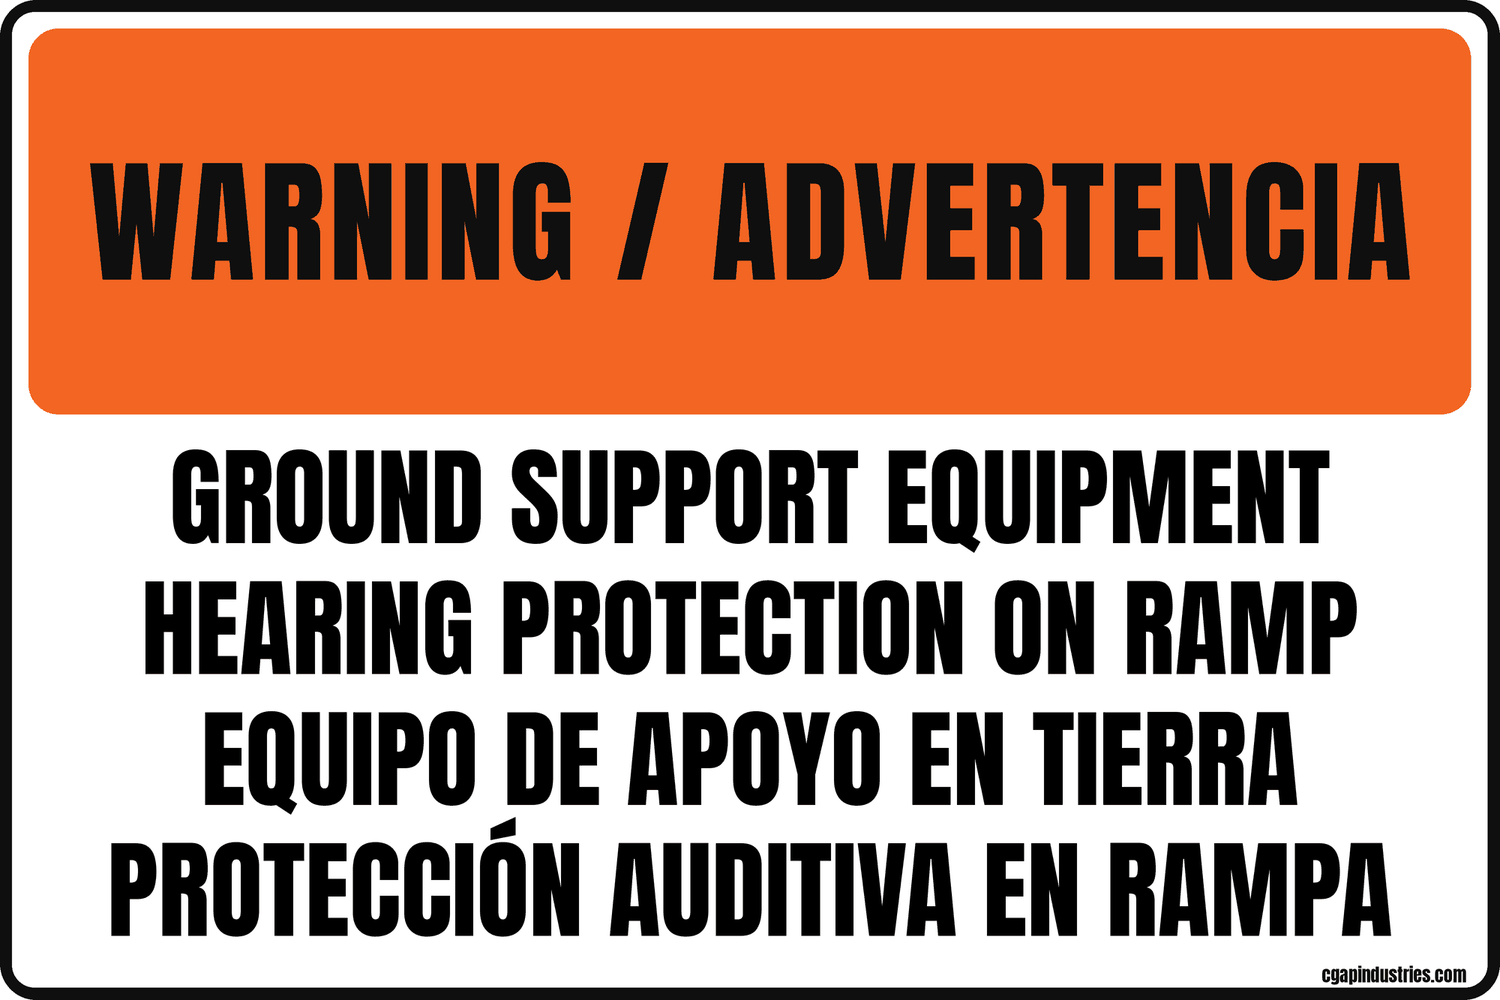 WARNING / ADVERTENCIA
GROUND SUPPORT EQUIPMENT
HEARING PROTECTION ON RAMP
EQUIPO DE APOYO EN TIERRA
PROTECCIÓN AUDITIVA EN RAMPA
cgapindustries.com